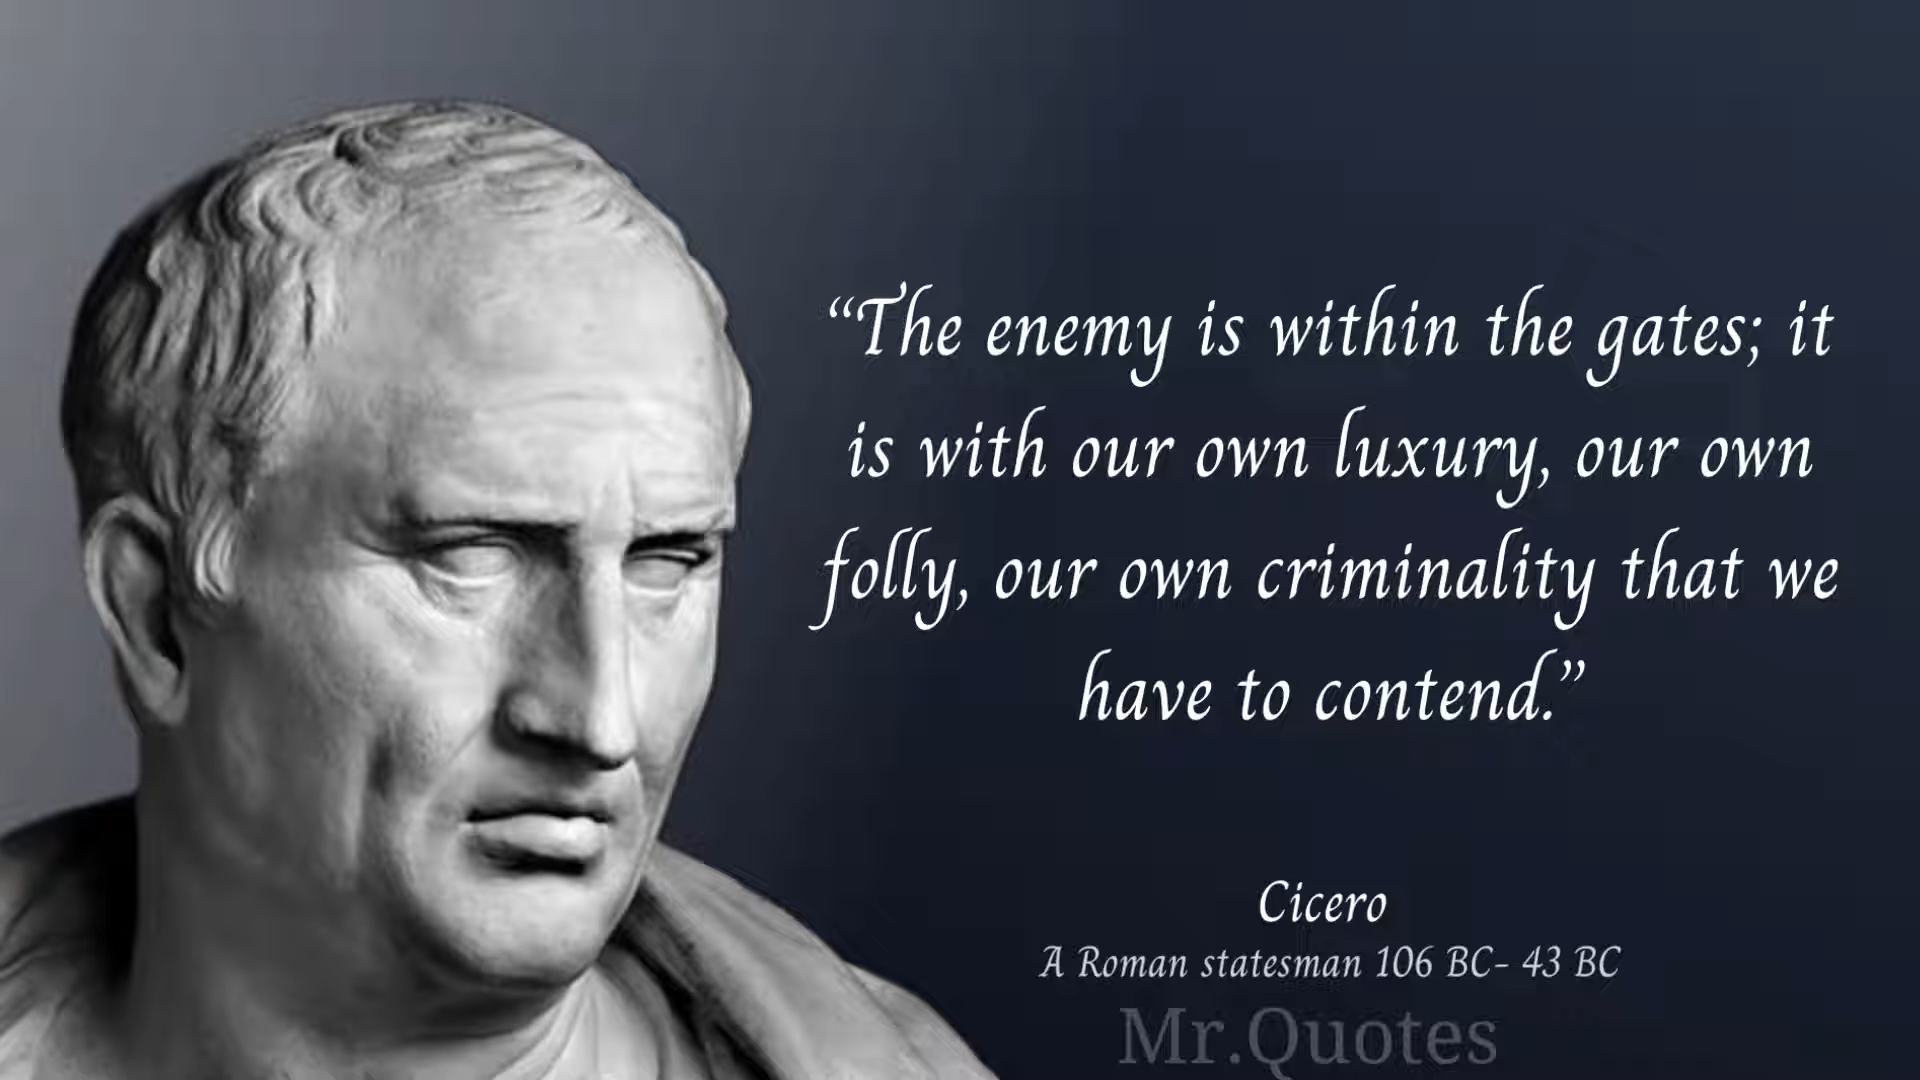 “The enemy is within the gates; it
is with our own luxury, our own
folly, our own criminality that we
have to contend.”
Cicero
A Roman statesman 106 BC- 43 BC
Mr.Quotes